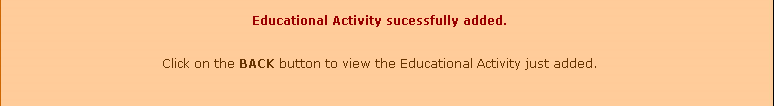 Educational Activity sucessfully added.
Click on the BACK button to view the Educational Activity just added.